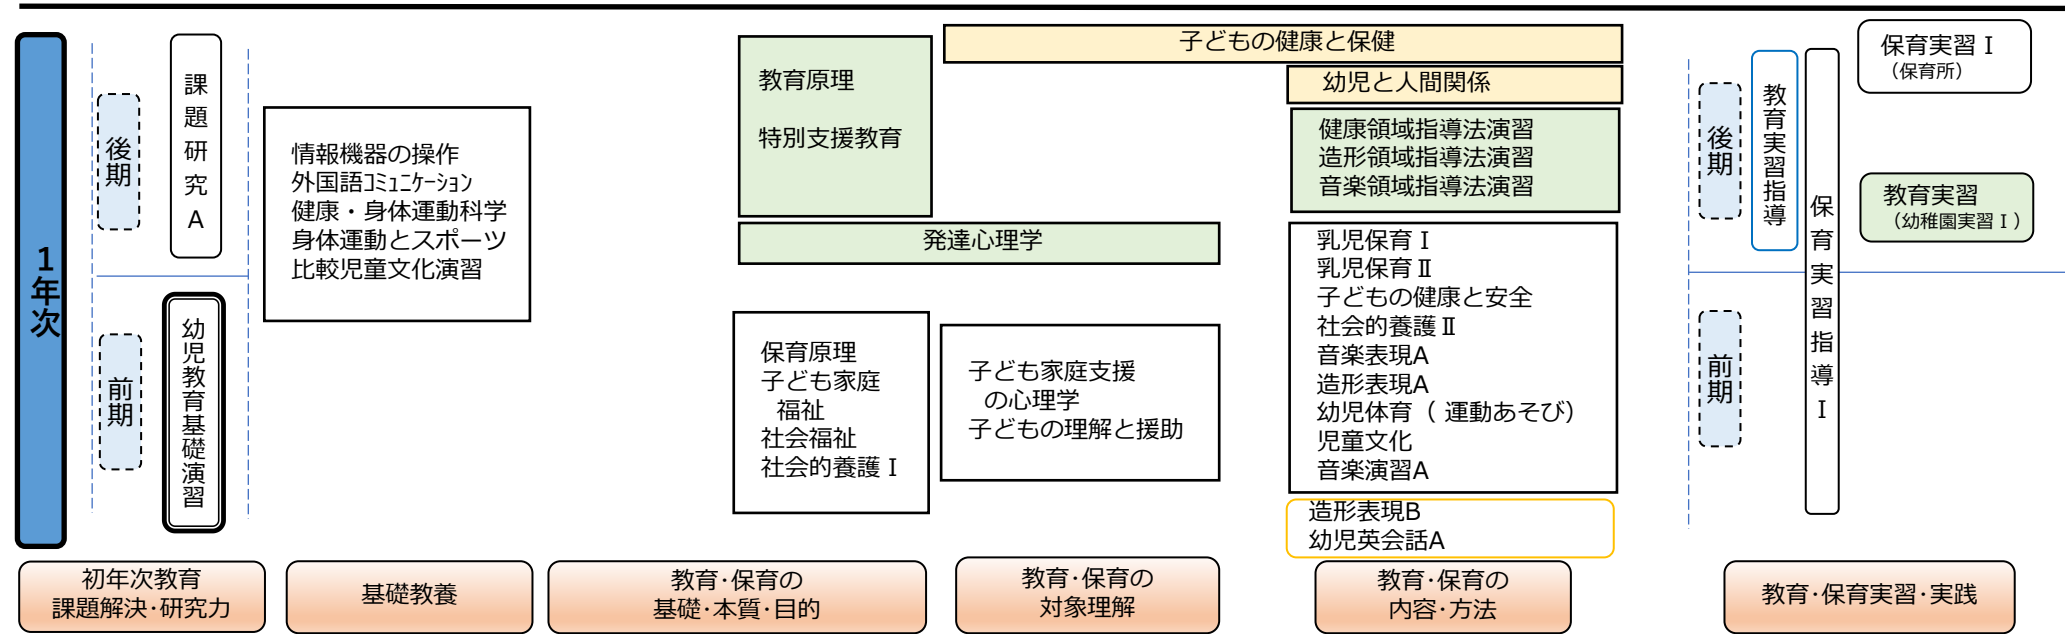 1年次
後期
前期
課題研究A
幼児教育基礎演習
情報機器の操作
外国語ｺﾐｭﾆｹｰｼｮﾝ
健康・身体運動科学
身体運動とスポーツ
比較児童文化演習
教育原理
特別支援教育
子どもの健康と保健
幼児と人間関係
健康領域指導法演習
造形領域指導法演習
音楽領域指導法演習
発達心理学
保育原理
子ども家庭
福祉
社会福祉
社会的養護Ⅰ
子ども家庭支援
の心理学
子どもの理解と援助
乳児保育Ⅰ
乳児保育Ⅱ
子どもの健康と安全
社会的養護Ⅱ
音楽表現A
造形表現A
幼児体育（ 運動あそび）
児童文化
音楽演習A
造形表現B
幼児英会話A
後期
前期
教育実習指導
保育実習指導Ⅰ
保育実習Ⅰ
（保育所）
教育実習
（幼稚園実習Ⅰ）
初年次教育
課題解決･研究力
基礎教養
教育･保育の
基礎･本質･目的
教育･保育の
対象理解
教育･保育の
内容･方法
教育･保育実習･実践